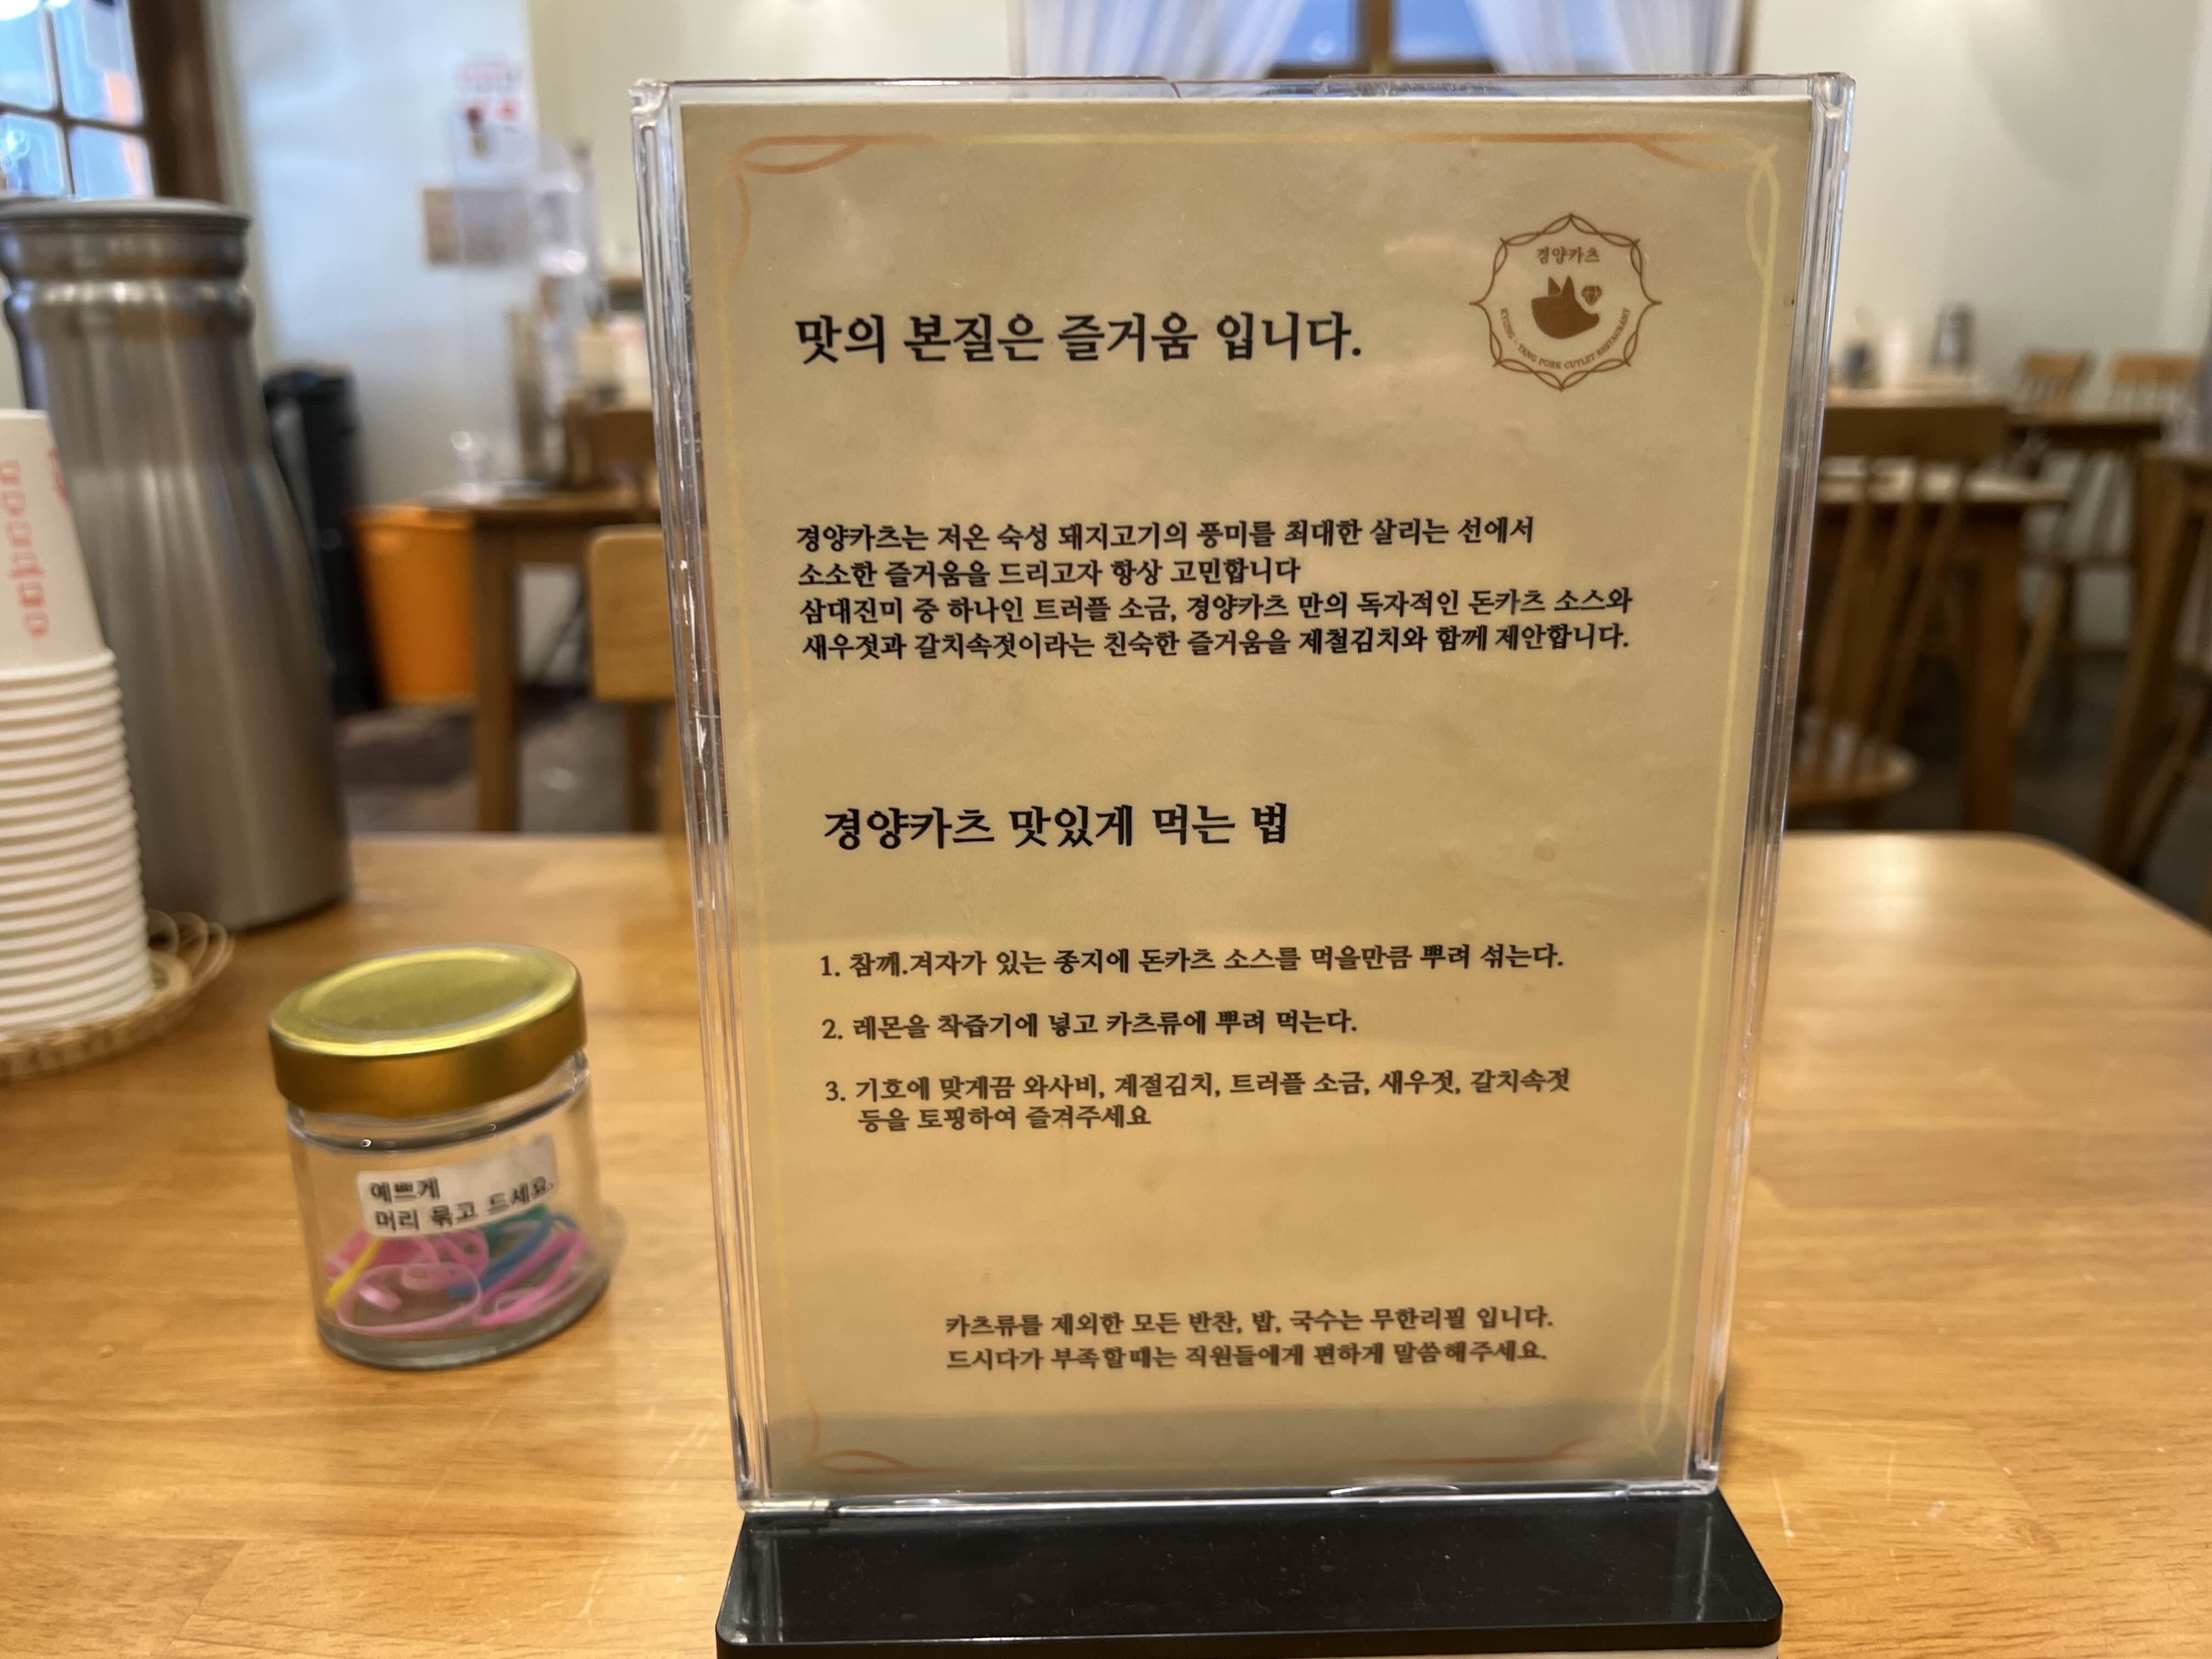 경양카츠
KYUNG - YANG PORK CUTLET RESTAURANT
맛의 본질은 즐거움 입니다.
경양카츠는 저온 숙성 돼지고기의 풍미를 최대한 살리는 선에서
소소한 즐거움을 드리고자 항상 고민합니다
삼대진미 중 하나인 트러플 소금, 경양카츠 만의 독자적인 돈카츠 소스와
새우젓과 갈치속젓이라는 친숙한 즐거움을 제철김치와 함께 제안합니다.
경양카츠 맛있게 먹는 법
1. 참께.겨자가 있는 종지에 돈카츠 소스를 먹을만큼 뿌려 섞는다.
2. 레몬을 착즙기에 넣고 카츠류에 뿌려 먹는다.
3. 기호에 맞게끔 와사비, 계절김치, 트러플 소금, 새우젓, 갈치속젓
등을 토핑하여 즐겨주세요
카츠류를 제외한 모든 반찬, 밥, 국수는 무한리필 입니다.
드시다가 부족할때는 직원들에게 편하게 말씀해주세요.
예쁘게
머리 묶고 드세요.